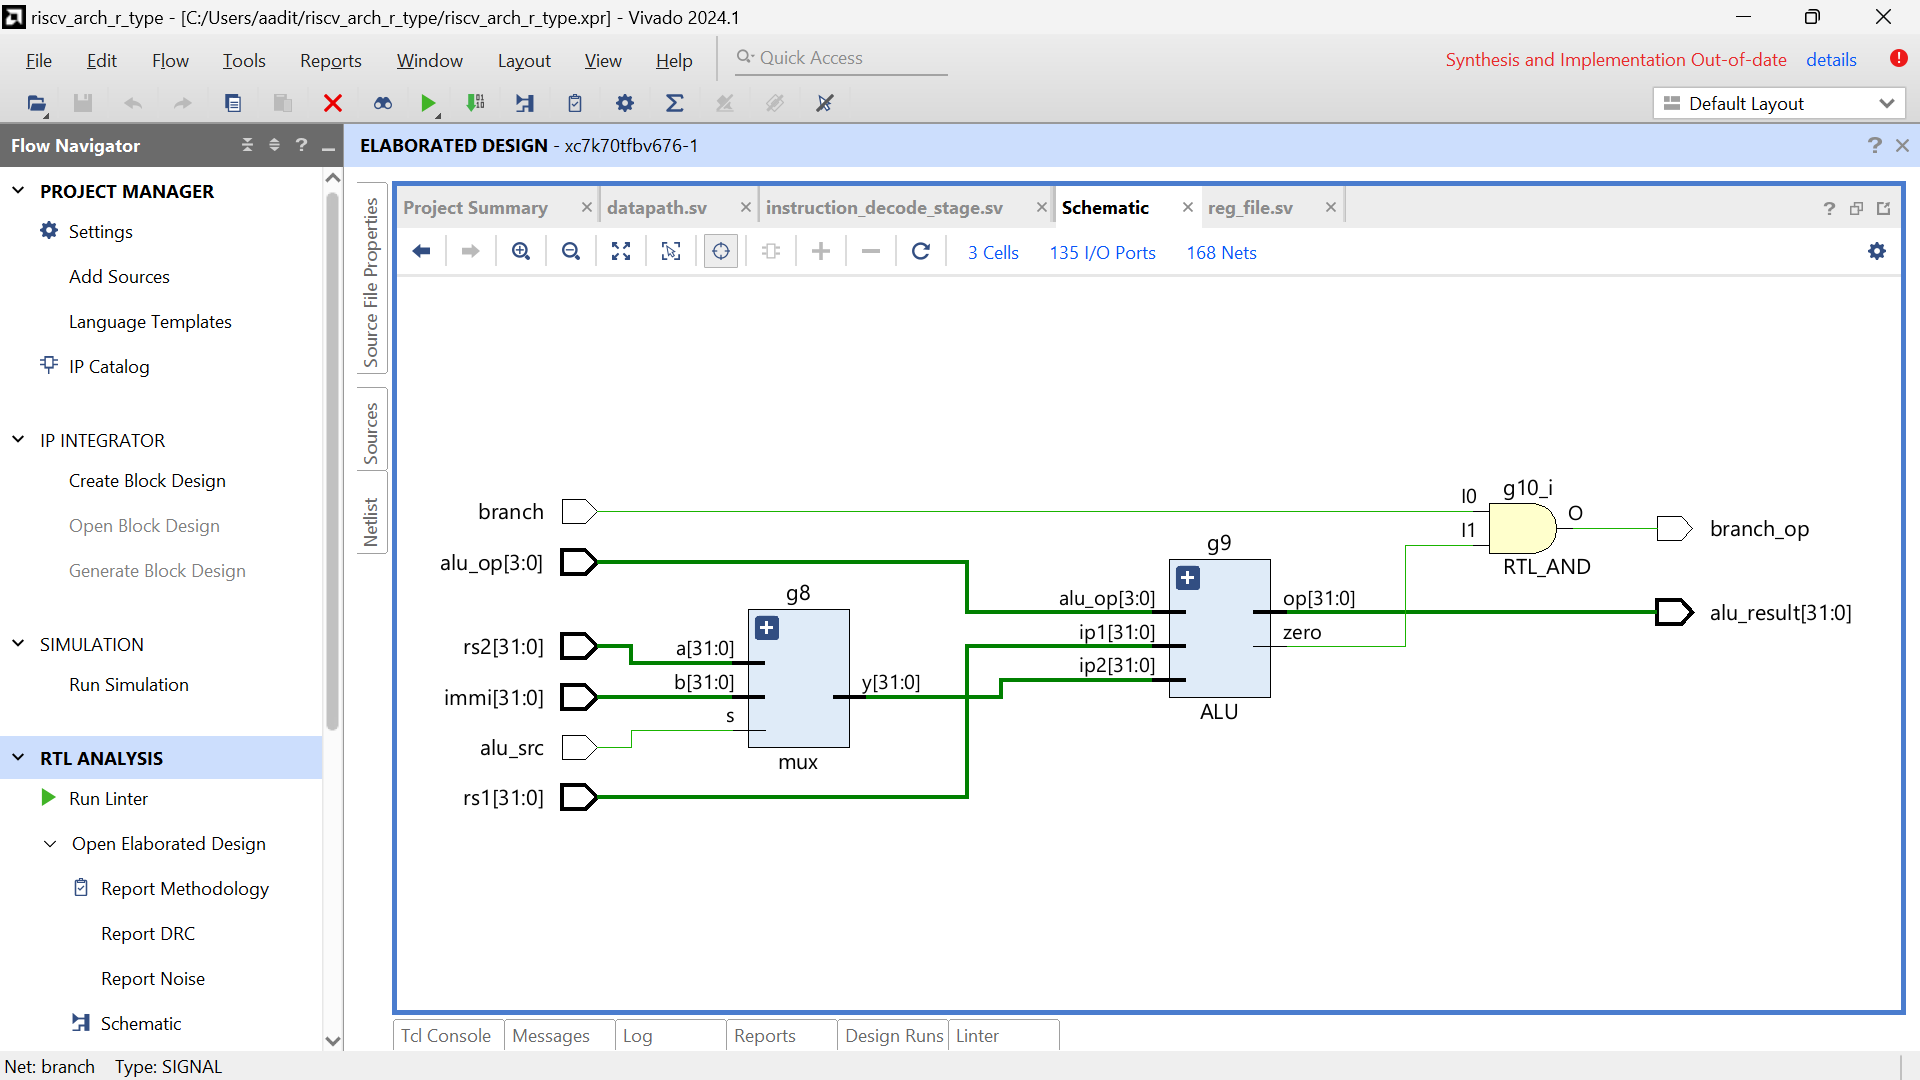 riscv_arch_r_type - [C:/Users/aadit/riscv_arch_r_type/riscv_arch_r_type.xpr] - Vivado 2024.1
File Edit Flow Tools Reports Window Layout View Help Quick Access
Synthesis and Implementation Out-of-date details
Default Layout
Flow Navigator
ELABORATED DESIGN - xc7k70tfbv676-1
PROJECT MANAGER
Settings
Add Sources
Language Templates
IP Catalog
IP INTEGRATOR
Create Block Design
Open Block Design
Generate Block Design
SIMULATION
Run Simulation
RTL ANALYSIS
Run Linter
Open Elaborated Design
Report Methodology
Report DRC
Report Noise
Schematic
Source File Properties
Sources
Netlist
Project Summary datapath.sv instruction_decode_stage.sv Schematic reg_file.sv
3 Cells 135 I/O Ports 168 Nets
branch
alu_op[3:0]
rs2[31:0]
immi[31:0]
alu_src
rs1[31:0]
g8
a[31:0]
b[31:0]
s
y[31:0]
mux
g9
alu_op[3:0]
ip1[31:0]
ip2[31:0]
op[31:0]
zero
ALU
g10_i
I0
I1
O
RTL_AND
branch_op
alu_result[31:0]
Tcl Console Messages Log Reports Design Runs Linter
Net: branch Type: SIGNAL